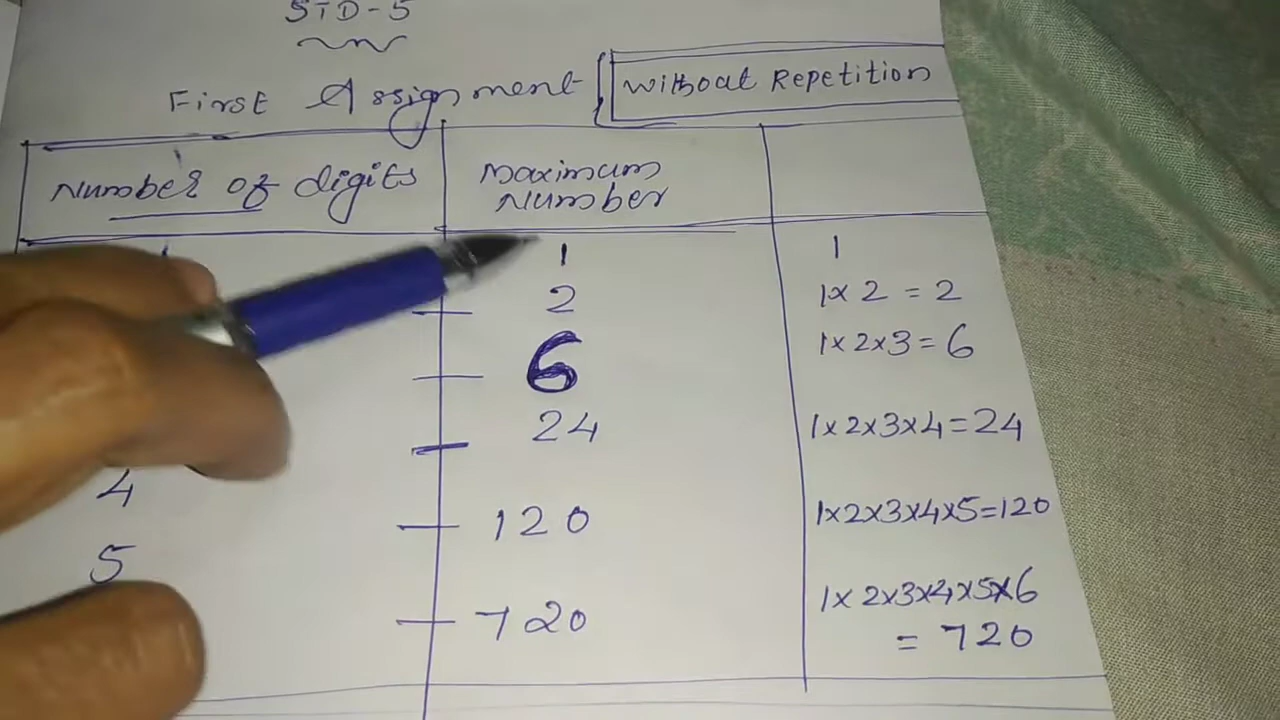 STD-5
First Assignment Without Repetition
Number of digits Maximum Number
1 1
2 1x2=2
6 1x2x3=6
24 1x2x3x4=24
4
120 1x2x3x4x5=120
5
720 1x2x3x4x5x6
= 720